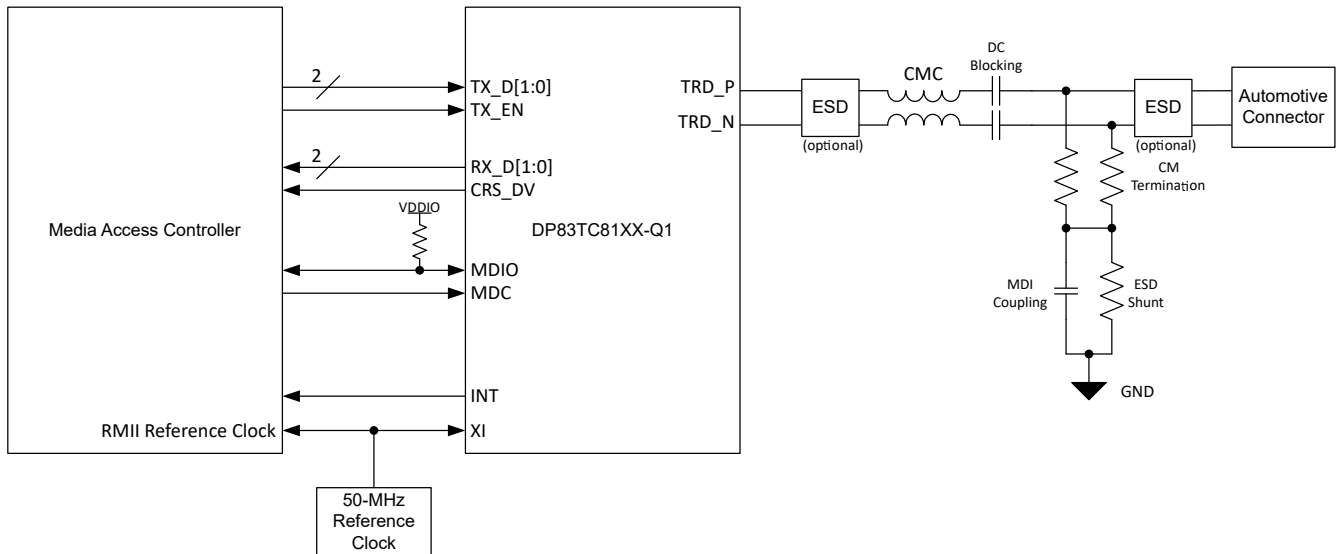 Media Access Controller
RMII Reference Clock
2
2
VDDIO
50-MHz
Reference
Clock
TX_D[1:0]
TX_EN
RX_D[1:0]
CRS_DV
MDIO
MDC
INT
XI
DP83TC81XX-Q1
TRD_P
TRD_N
ESD
(optional)
CMC
DC
Blocking
ESD
(optional)
CM
Termination
Automotive
Connector
MDI
Coupling
ESD
Shunt
GND